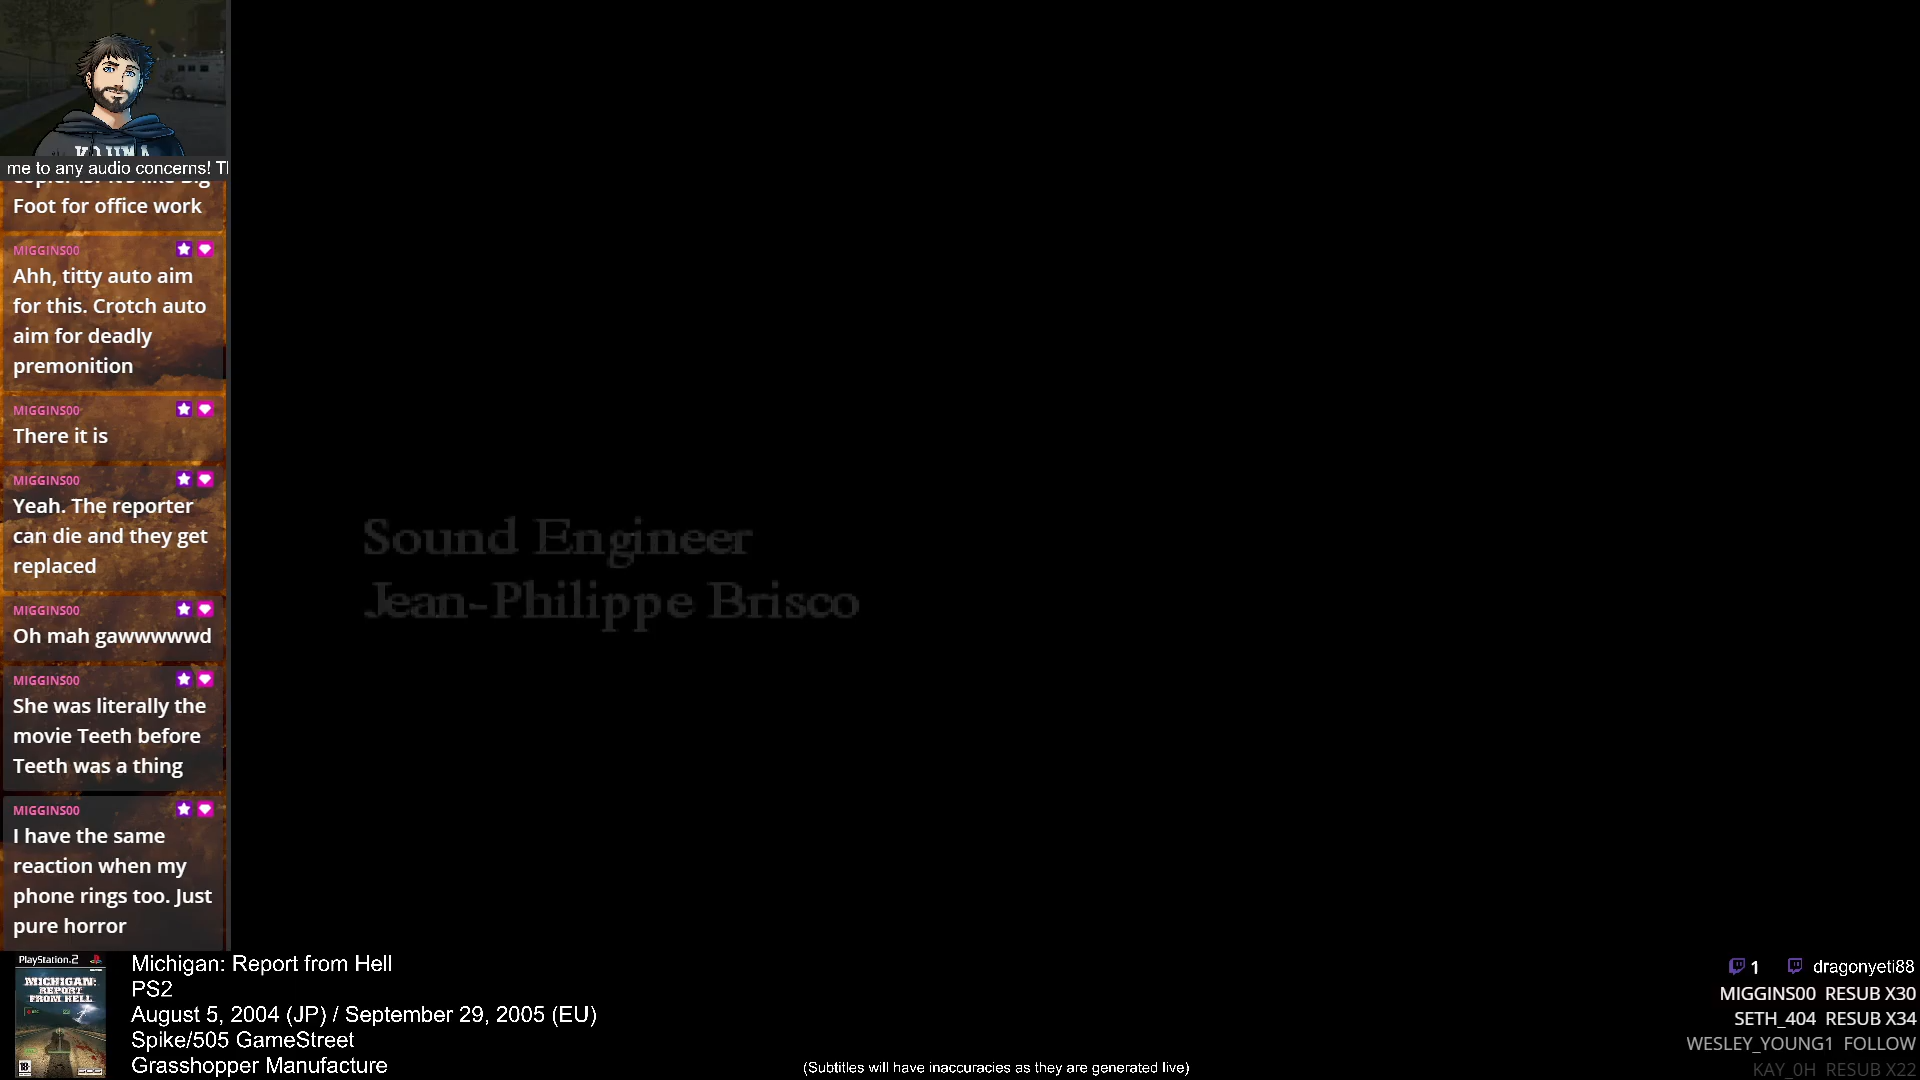 KOJIMA
me to any audio concerns!
Foot for office work
MIGGINS00
Ahh, titty auto aim
for this. Crotch auto
aim for deadly
premonition
MIGGINS00
There it is
MIGGINS00
Yeah. The reporter
can die and they get
replaced
MIGGINS00
Oh mah gawwwwwd
MIGGINS00
She was literally the
movie Teeth before
Teeth was a thing
MIGGINS00
I have the same
reaction when my
phone rings too. Just
pure horror
Sound Engineer
Jean-Philippe Brisco
PlayStation.2
MICHIGAN:
REPORT
FROM HELL
18
Michigan: Report from Hell
PS2
August 5, 2004 (JP) / September 29, 2005 (EU)
Spike/505 GameStreet
Grasshopper Manufacture
(Subtitles will have inaccuracies as they are generated live)
1 dragonyeti88
MIGGINS00 RESUB X30
SETH_404 RESUB X34
WESLEY_YOUNG1 FOLLOW
KAY_0H RESUB X22